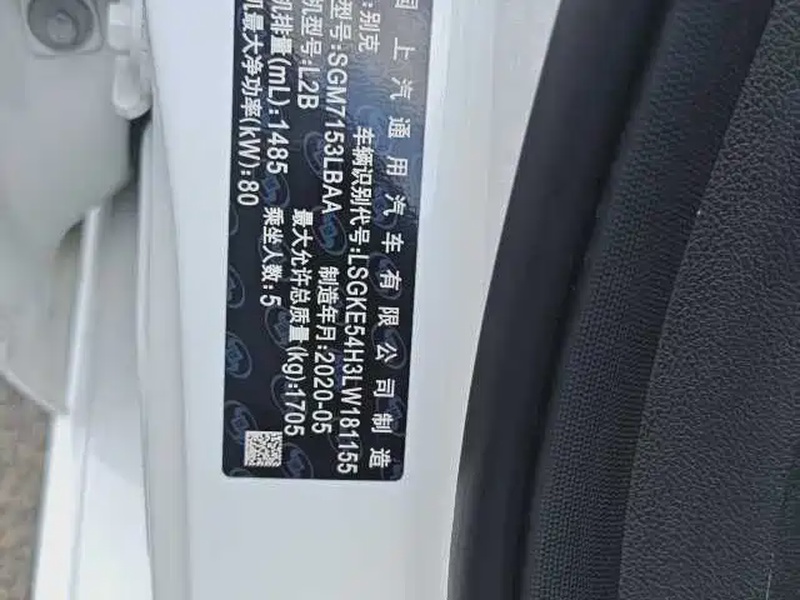 国 上 汽 通 用 汽 车 有 限 公 司 制 造
:别克 车辆识别代号:LSGKE54H3LW181155
型号:SGM7153LBAA 制造年月:2020-05
机型号:L2B 最大允许总质量(kg):1705
机排量(mL):1485 乘坐人数:5
机最大净功率(kW):80